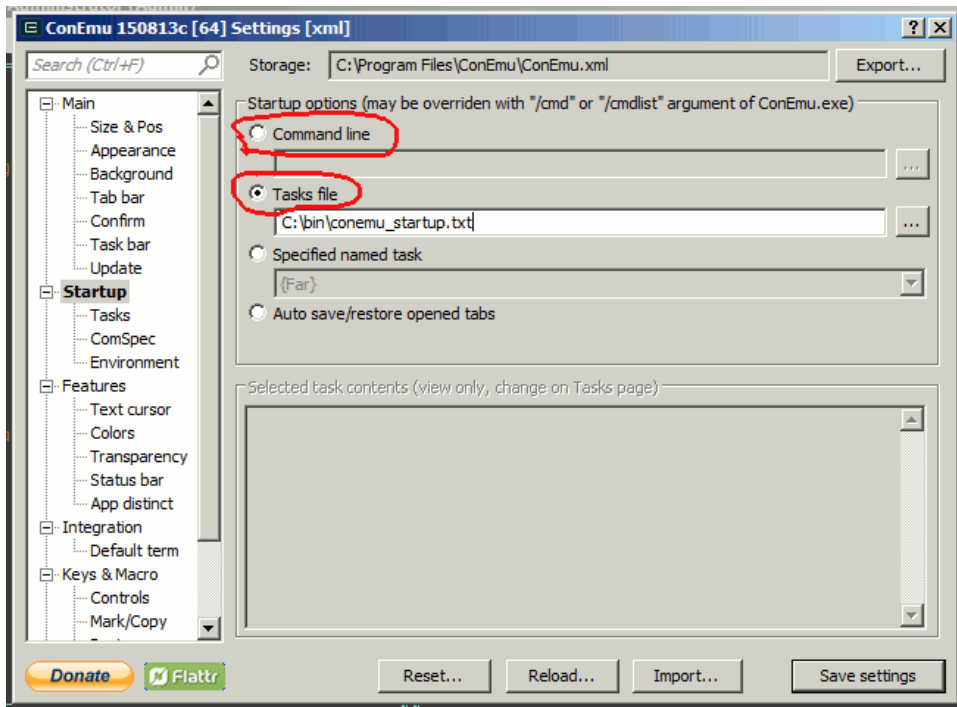 Administrator (Admin)
ConEmu 150813c [64] Settings [xml]
Search (Ctrl+F)
Storage: C:\Program Files\ConEmu\ConEmu.xml Export...
Main
Size & Pos
Appearance
Background
Tab bar
Confirm
Task bar
Update
Startup
Tasks
ComSpec
Environment
Features
Text cursor
Colors
Transparency
Status bar
App distinct
Integration
Default term
Keys & Macro
Controls
Mark/Copy
Startup options (may be overriden with "/cmd" or "/cmdlist" argument of ConEmu.exe)
Command line
...
Tasks file
C:\bin\conemu_startup.txt ...
Specified named task
{Far}
Auto save/restore opened tabs
Selected task contents (view only, change on Tasks page)
Donate Flattr Reset... Reload... Import... Save settings